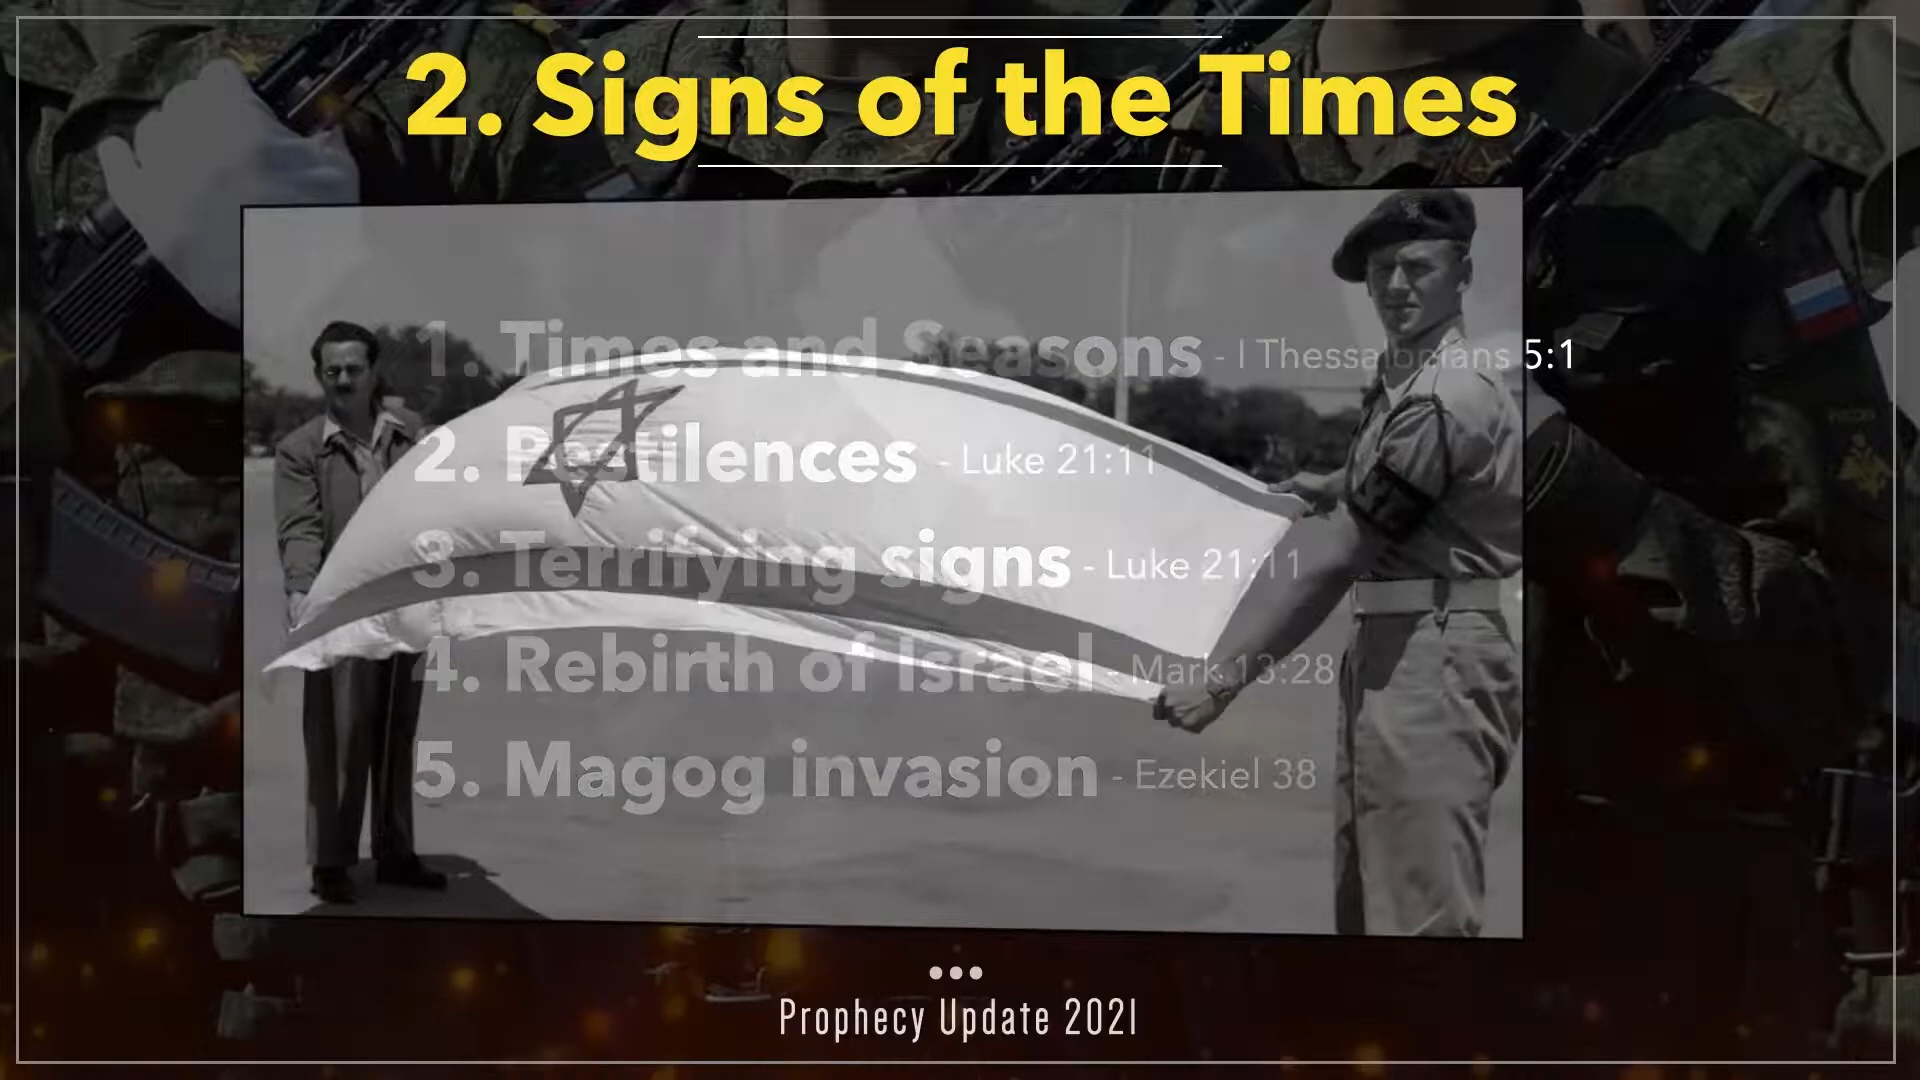 2. Signs of the Times
1. Times and Seasons - I Thessalonians 5:1
2. Pestilences - Luke 21:11
3. Terrifying signs - Luke 21:11
4. Rebirth of Israel - Mark 13:28
5. Magog invasion - Ezekiel 38
Prophecy Update 2021